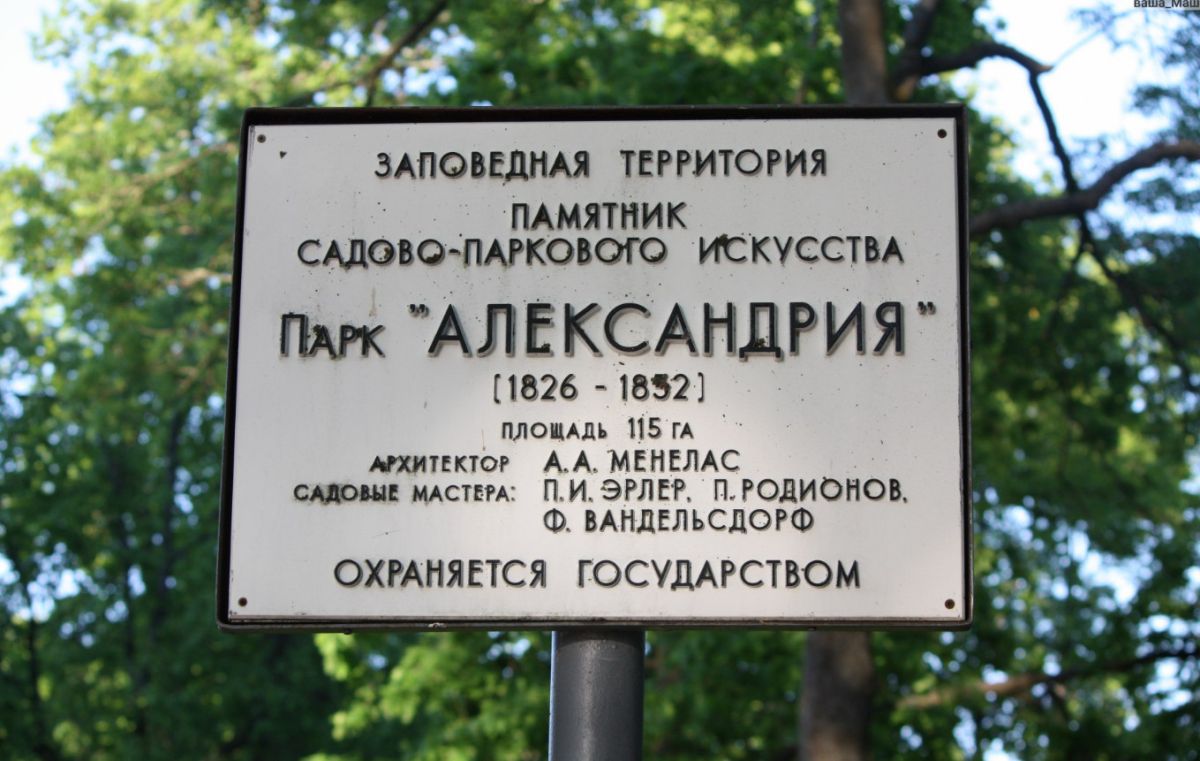 ваша_Маш
ЗАПОВЕДНАЯ ТЕРРИТОРИЯ
ПАМЯТНИК
САДОВО-ПАРКОВОГО ИСКУССТВА
ПАРК "АЛЕКСАНДРИЯ"
[1826 - 1832]
ПЛОЩАДЬ 115 ГА
АРХИТЕКТОР А.А. МЕНЕЛАС
САДОВЫЕ МАСТЕРА: П.И. ЭРЛЕР, П. РОДИОНОВ,
Ф. ВАНДЕЛЬСДОРФ
ОХРАНЯЕТСЯ ГОСУДАРСТВОМ